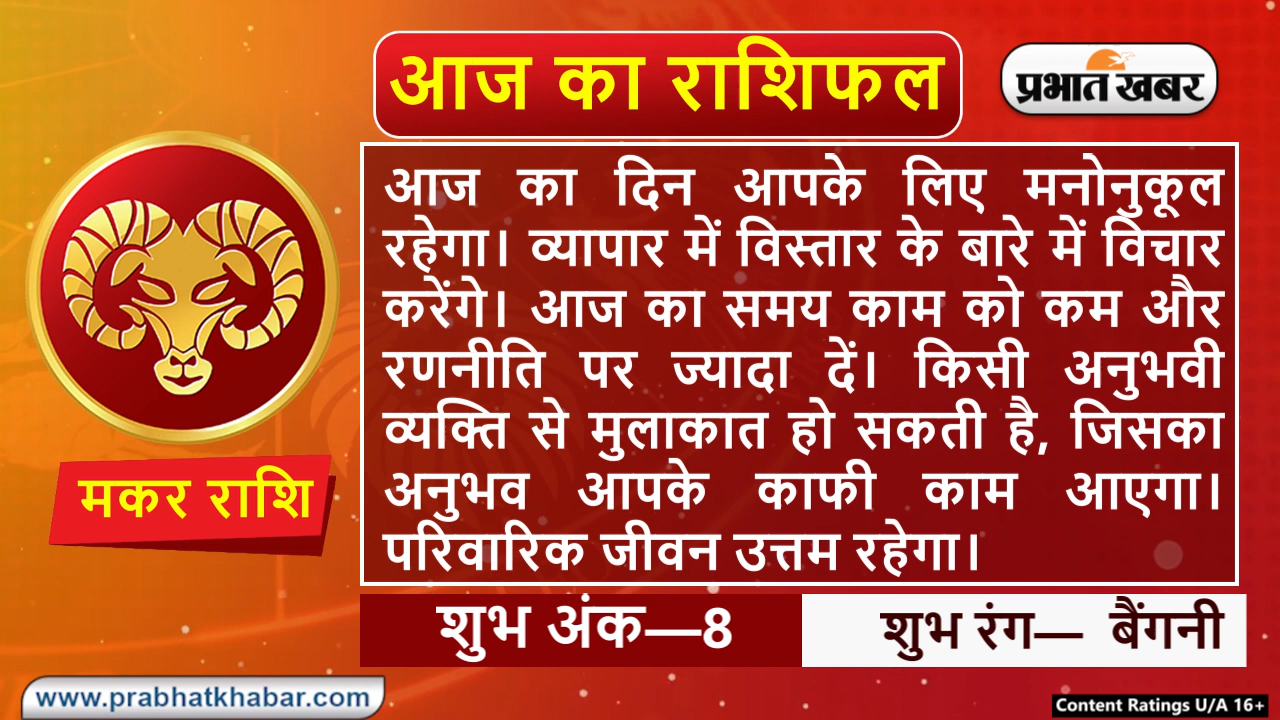 आज का राशिफल
प्रभात खबर
आज का दिन आपके लिए मनोनुकूल
रहेगा। व्यापार में विस्तार के बारे में विचार
करेंगे। आज का समय काम को कम और
रणनीति पर ज्यादा दें। किसी अनुभवी
व्यक्ति से मुलाकात हो सकती है, जिसका
अनुभव आपके काफी काम आएगा।
परिवारिक जीवन उत्तम रहेगा।
मकर राशि
शुभ अंक—8
शुभ रंग— बैंगनी
www.prabhatkhabar.com
Content Ratings U/A 16+